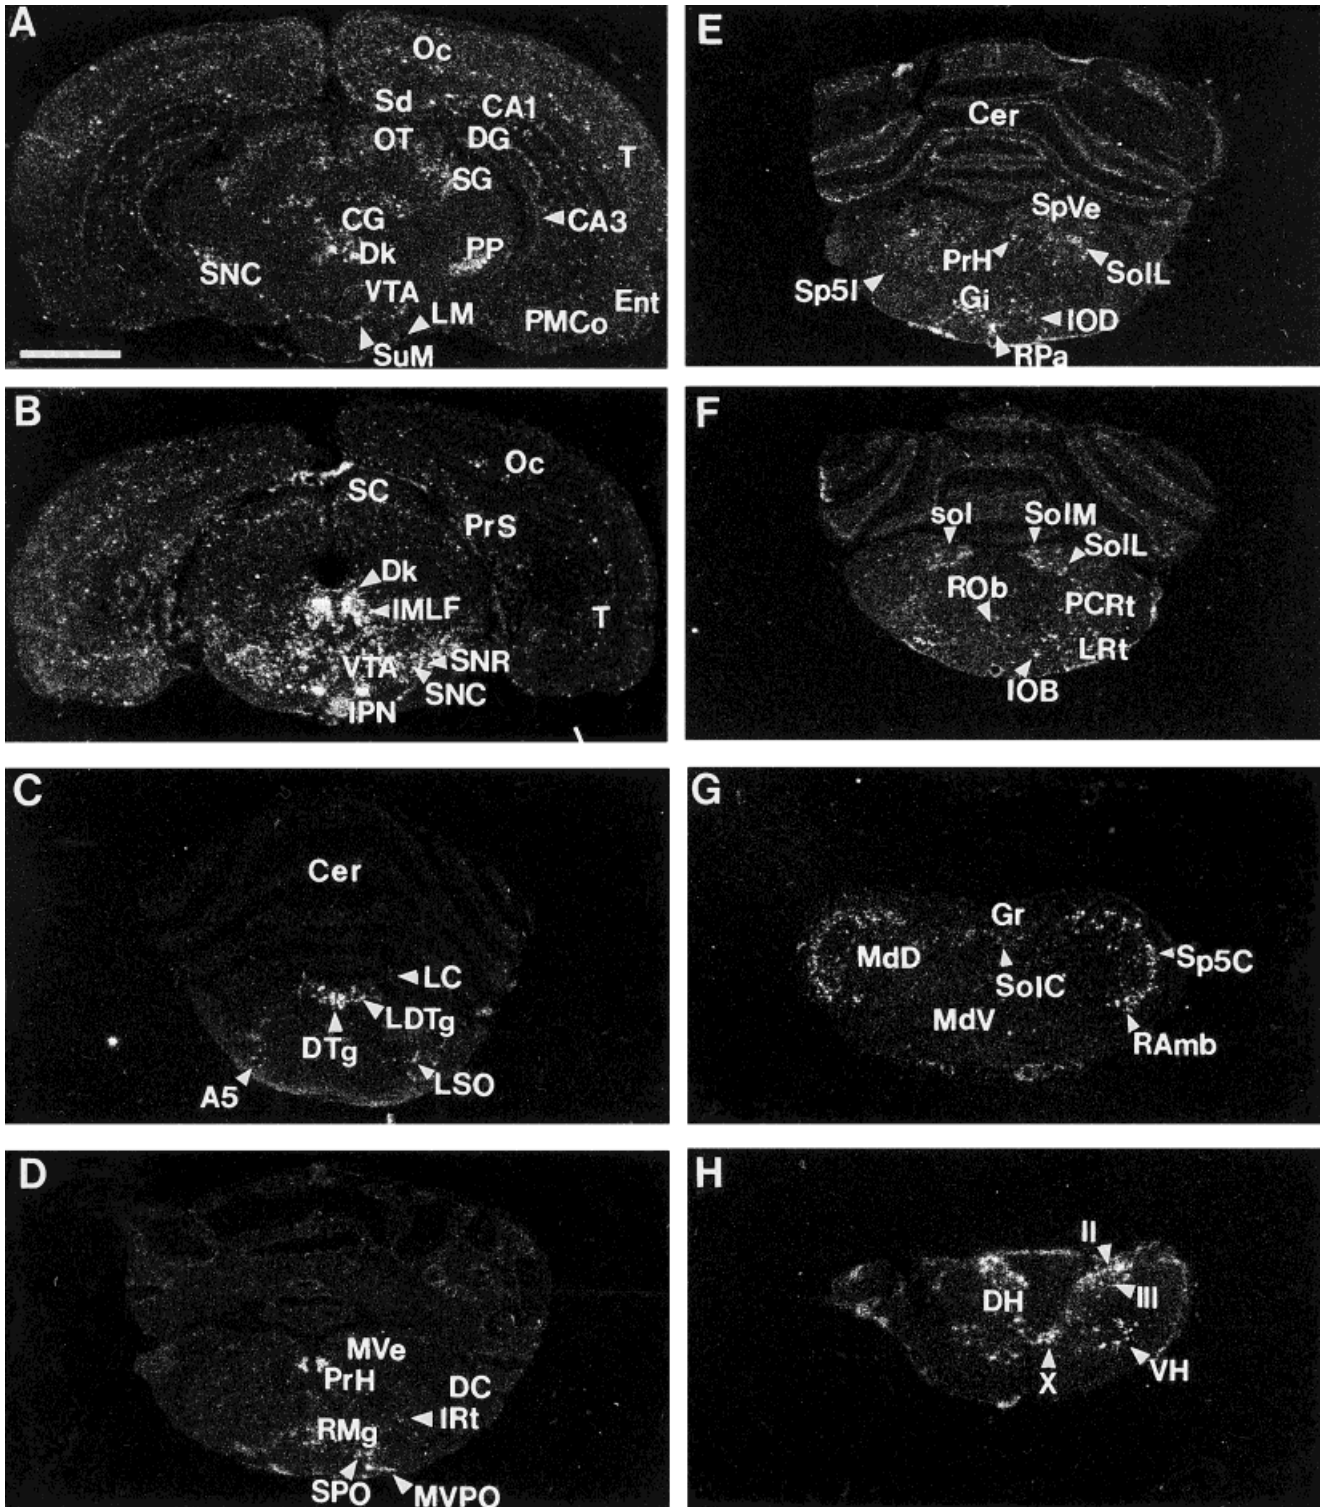 A
Oc
Sd
CA1
OT
DG
T
SG
CG
CA3
Dk
PP
SNC
VTA
Ent
LM
PMCo
SuM
B
Oc
SC
PrS
Dk
IMLF
T
VTA
SNR
SNC
IPN
C
Cer
LC
LDTg
DTg
A5
LSO
D
MVe
PrH
DC
IRt
RMg
SPO
MVPO
E
Cer
SpVe
PrH
SolL
Sp5I
Gi
IOD
RPa
F
sol
SolM
SolL
ROb
PCRt
LRt
IOB
G
Gr
MdD
Sp5C
SolC
MdV
RAmb
H
II
DH
III
X
VH